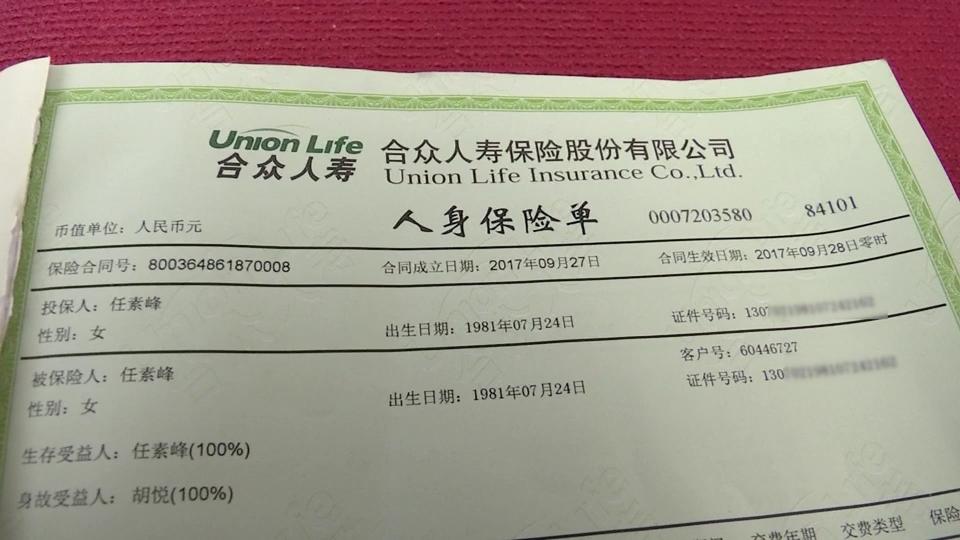 Union Life
合众人寿
合众人寿保险股份有限公司
Union Life Insurance Co.,Ltd.
人身保险单
0007203580 84101
币值单位：人民币元
保险合同号：800364861870008 合同成立日期：2017年09月27日 合同生效日期：2017年09月28日零时
投保人：任素峰
性别：女 出生日期：1981年07月24日 证件号码：130
客户号：60446727
被保险人：任素峰
性别：女 出生日期：1981年07月24日 证件号码：130
生存受益人：任素峰(100%)
身故受益人：胡悦(100%)
交费年期 交费类型 保险